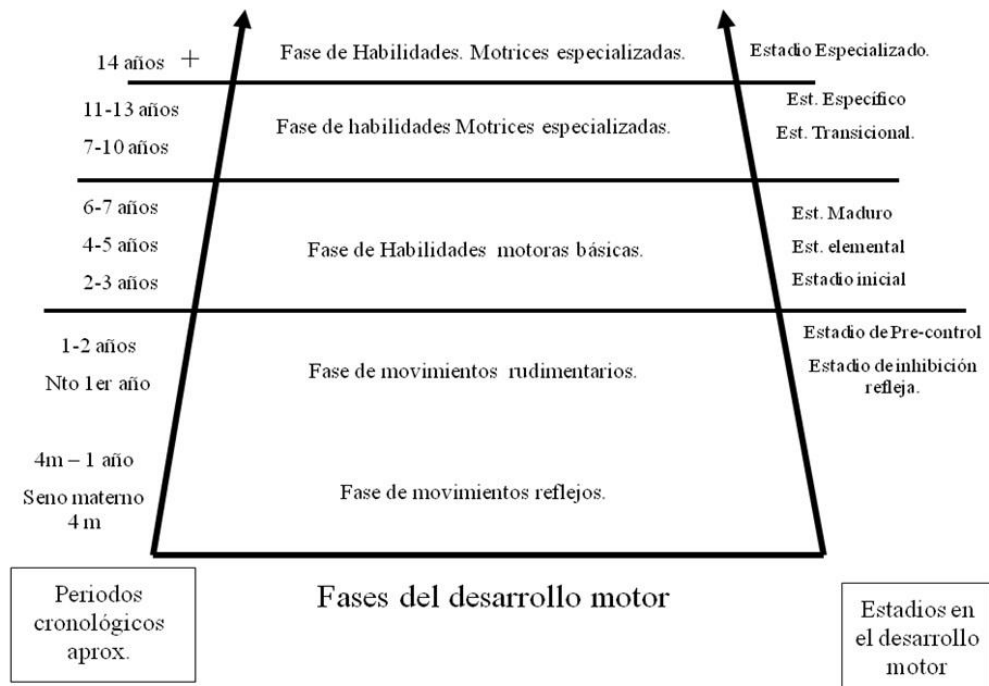 14 años +
Fase de Habilidades. Motrices especializadas.
Estadio Especializado.
11-13 años
7-10 años
Fase de habilidades Motrices especializadas.
Est. Específico
Est. Transicional.
6-7 años
4-5 años
2-3 años
Fase de Habilidades motoras básicas.
Est. Maduro
Est. elemental
Estadio inicial
1-2 años
Nto 1er año
Fase de movimientos rudimentarios.
Estadio de Pre-control
Estadio de inhibición
refleja.
4m – 1 año
Seno materno
4 m
Fase de movimientos reflejos.
Periodos
cronológicos
aprox.
Fases del desarrollo motor
Estadios en
el desarrollo
motor